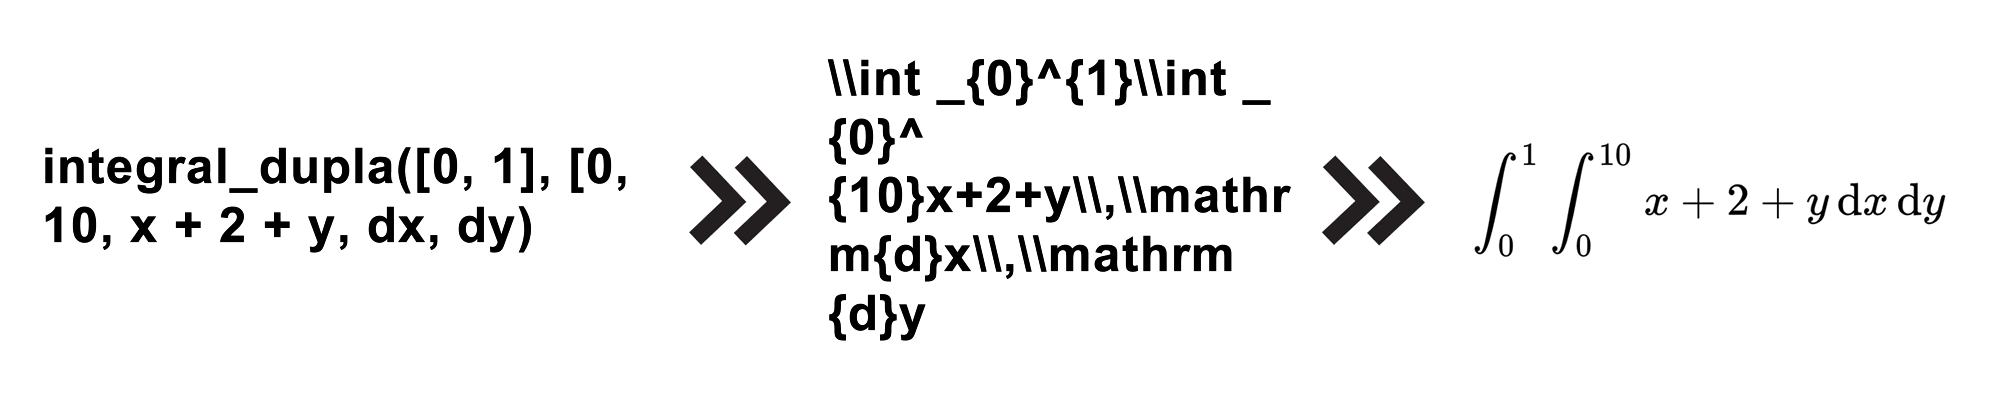 integral_dupla([0, 1], [0,
10, x + 2 + y, dx, dy)
\\int _{0}^{1}\\int _
{0}^
{10}x+2+y\\,\\mathr
m{d}x\\,\\mathrm
{d}y
∫₀¹ ∫₀¹⁰ x + 2 + y dx dy